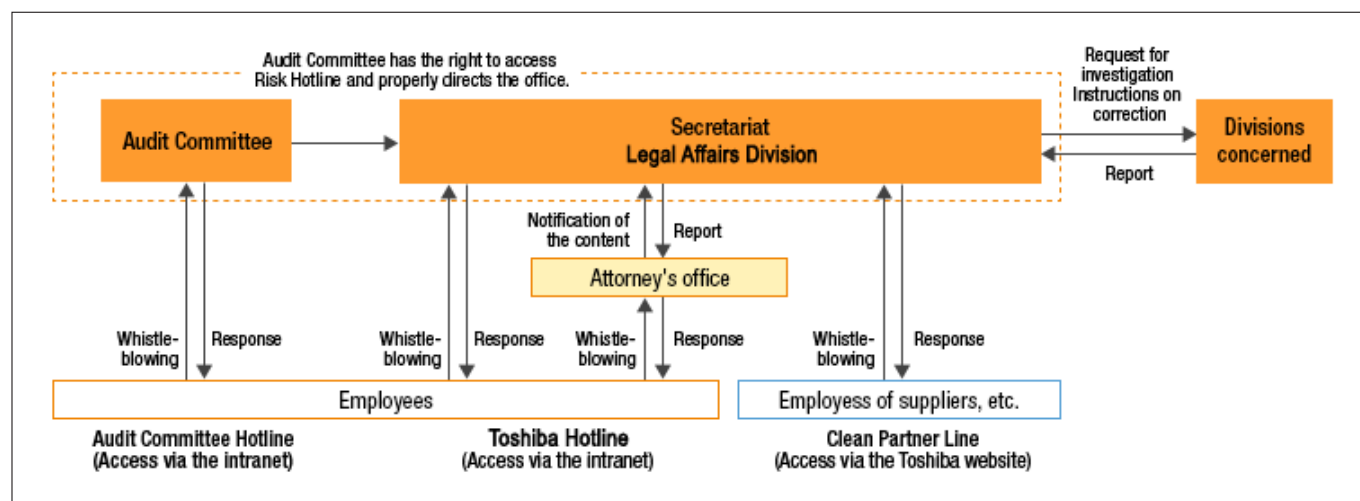 Audit Committee has the right to access
Risk Hotline and properly directs the office.
Request for
investigation
Instructions on
correction
Audit Committee
Secretariat
Legal Affairs Division
Divisions
concerned
Report
Notification of
the content
Report
Attorney's office
Whistle-
blowing
Response
Whistle-
blowing
Response
Whistle-
blowing
Response
Whistle-
blowing
Response
Employees
Employess of suppliers, etc.
Audit Committee Hotline
(Access via the intranet)
Toshiba Hotline
(Access via the intranet)
Clean Partner Line
(Access via the Toshiba website)